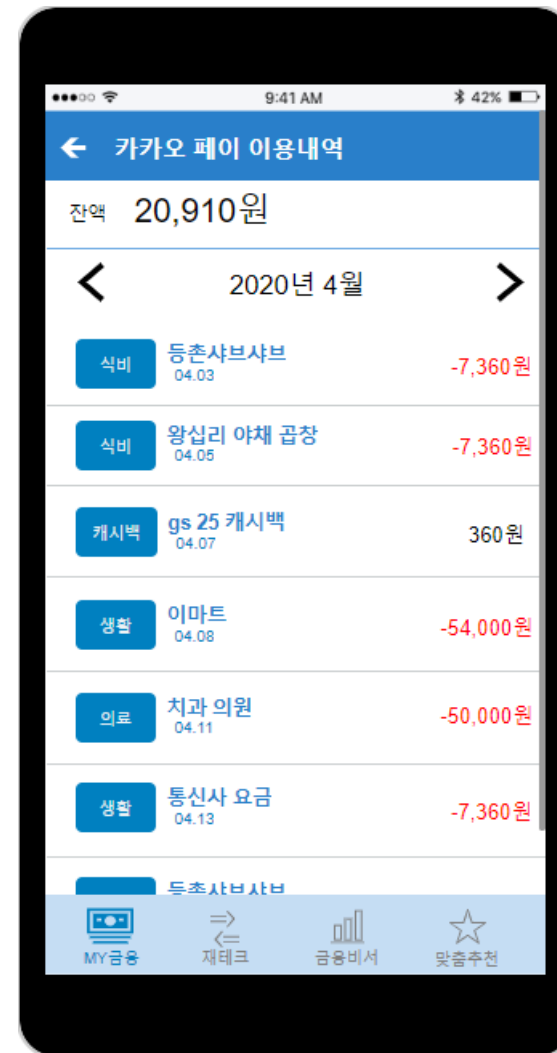 9:41 AM
42%
카카오 페이 이용내역
잔액 20,910원
2020년 4월
식비 등촌샤브샤브 -7,360원
04.03
식비 왕십리 야채 곱창 -7,360원
04.05
캐시백 gs 25 캐시백 360원
04.07
생활 이마트 -54,000원
04.08
의료 치과 의원 -50,000원
04.11
생활 통신사 요금 -7,360원
04.13
등촌샤브샤브
MY금융 재테크 금융비서 맞춤추천